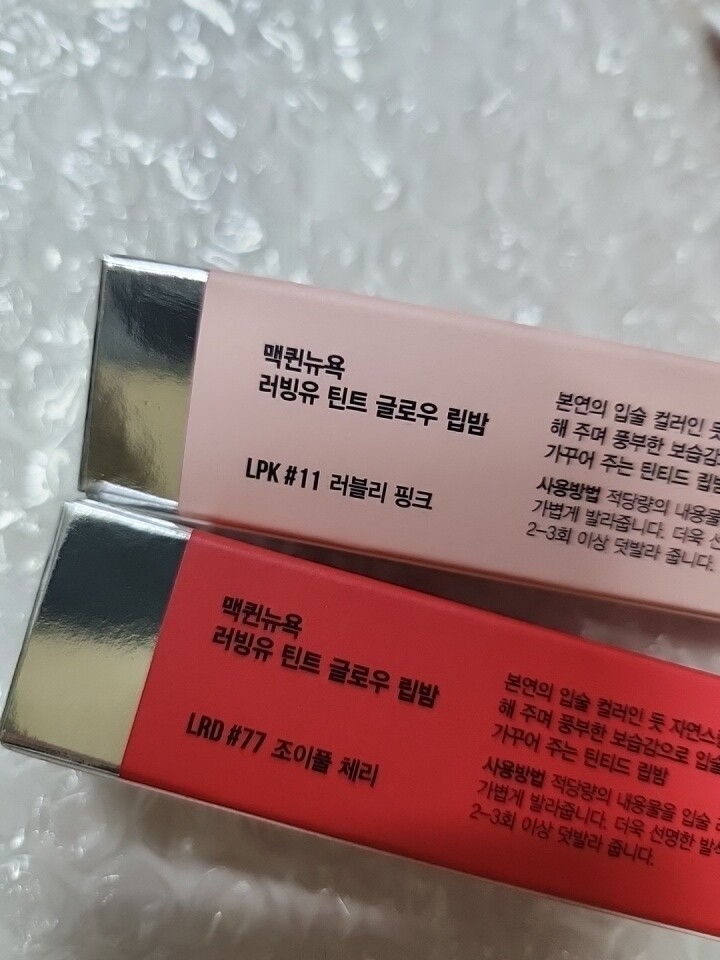 맥퀸뉴욕
러빙유 틴트 글로우 립밤
LPK #11 러블리 핑크
본연의 입술 컬러인 듯
해 주며 풍부한 보습감
가꾸어 주는 틴티드 립밤
사용방법 적당량의 내용물
가볍게 발라줍니다. 더욱 선
2-3회 이상 덧발라 줍니다.
맥퀸뉴욕
러빙유 틴트 글로우 립밤
LRD #77 조이풀 체리
본연의 입술 컬러인 듯 자연스
해 주며 풍부한 보습감으로 입술
가꾸어 주는 틴티드 립밤
사용방법 적당량의 내용물을 입술
가볍게 발라줍니다. 더욱 선명한 발색
2-3회 이상 덧발라 줍니다.